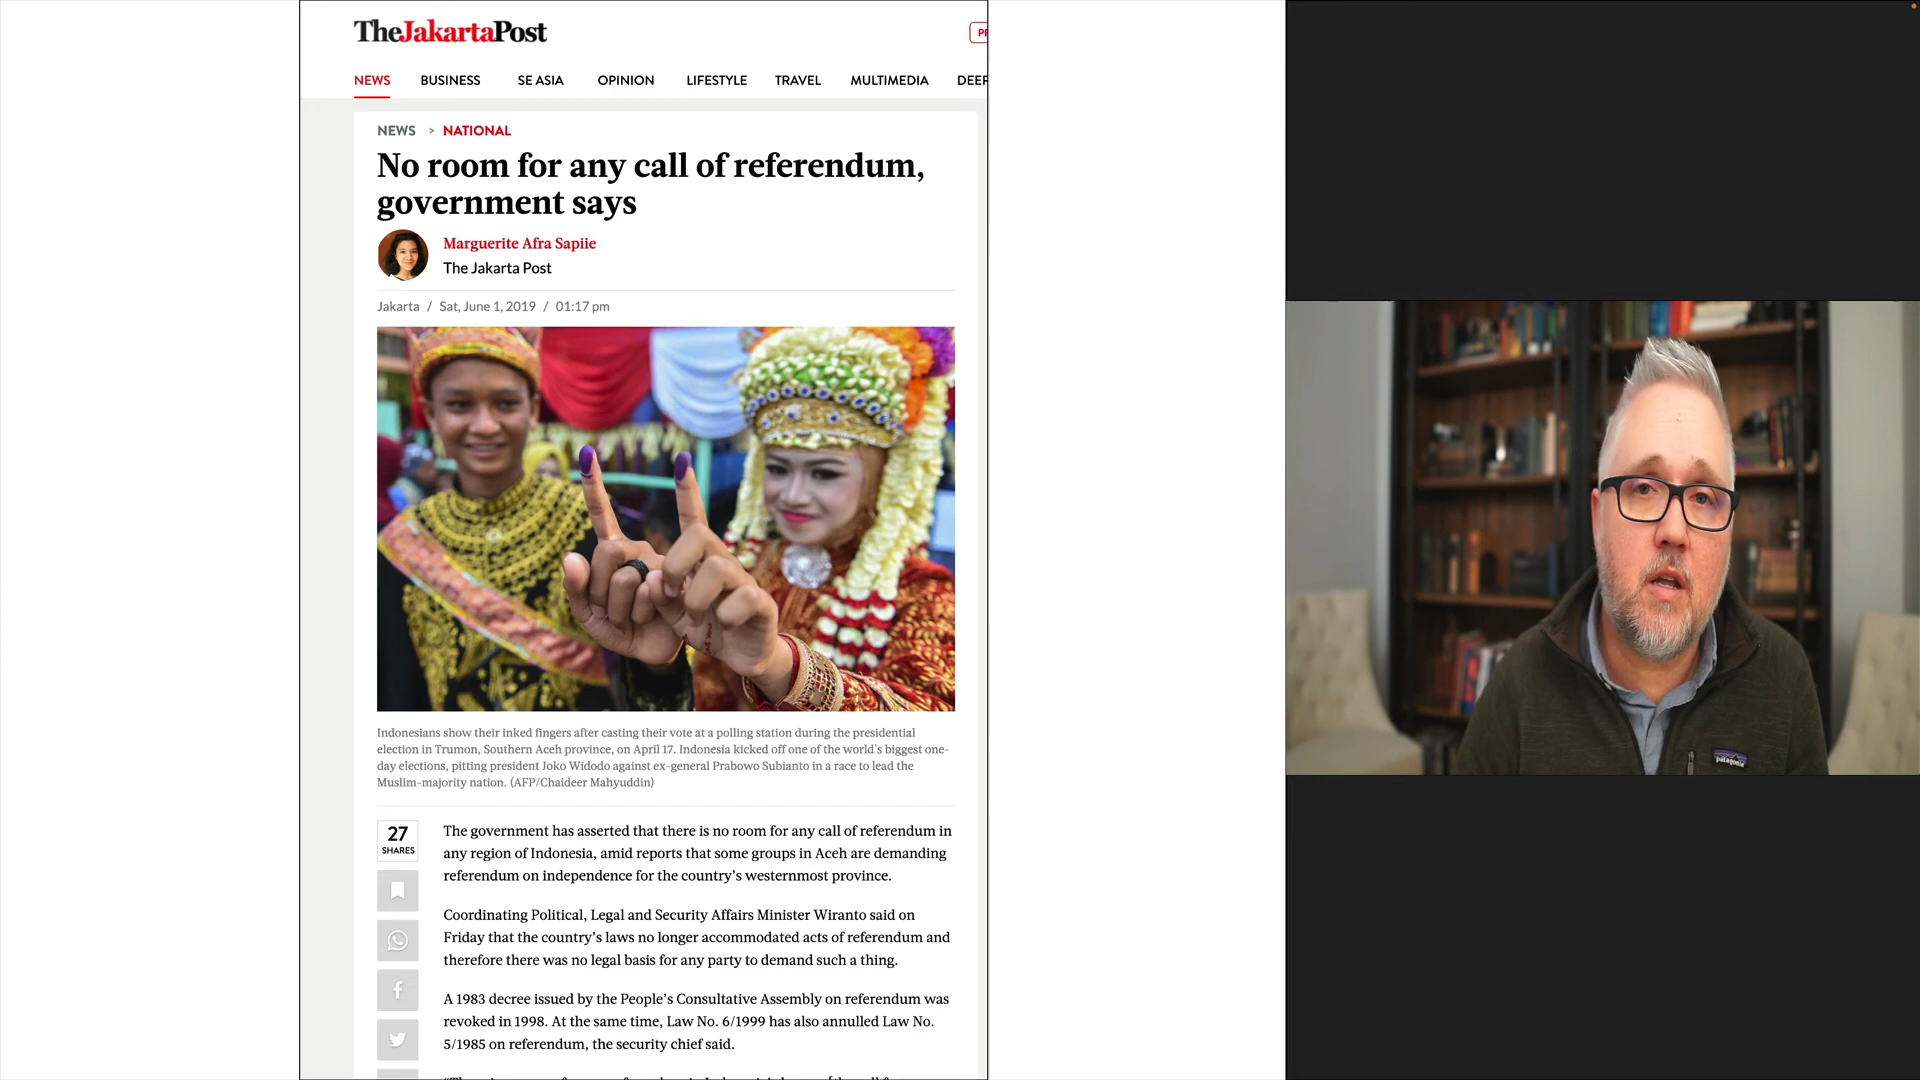 TheJakartaPost
NEWS BUSINESS SE ASIA OPINION LIFESTYLE TRAVEL MULTIMEDIA
NEWS > NATIONAL
No room for any call of referendum,
government says
Marguerite Afra Sapiie
The Jakarta Post
Jakarta / Sat, June 1, 2019 / 01:17 pm
Indonesians show their inked fingers after casting their vote at a polling station during the presidential
election in Trumon, Southern Aceh province, on April 17. Indonesia kicked off one of the world's biggest one-
day elections, pitting president Joko Widodo against ex-general Prabowo Subianto in a race to lead the
Muslim-majority nation. (AFP/Chaideer Mahyuddin)
27
SHARES
The government has asserted that there is no room for any call of referendum in
any region of Indonesia, amid reports that some groups in Aceh are demanding
referendum on independence for the country's westernmost province.
Coordinating Political, Legal and Security Affairs Minister Wiranto said on
Friday that the country's laws no longer accommodated acts of referendum and
therefore there was no legal basis for any party to demand such a thing.
A 1983 decree issued by the People's Consultative Assembly on referendum was
revoked in 1998. At the same time, Law No. 6/1999 has also annulled Law No.
5/1985 on referendum, the security chief said.
patagonia